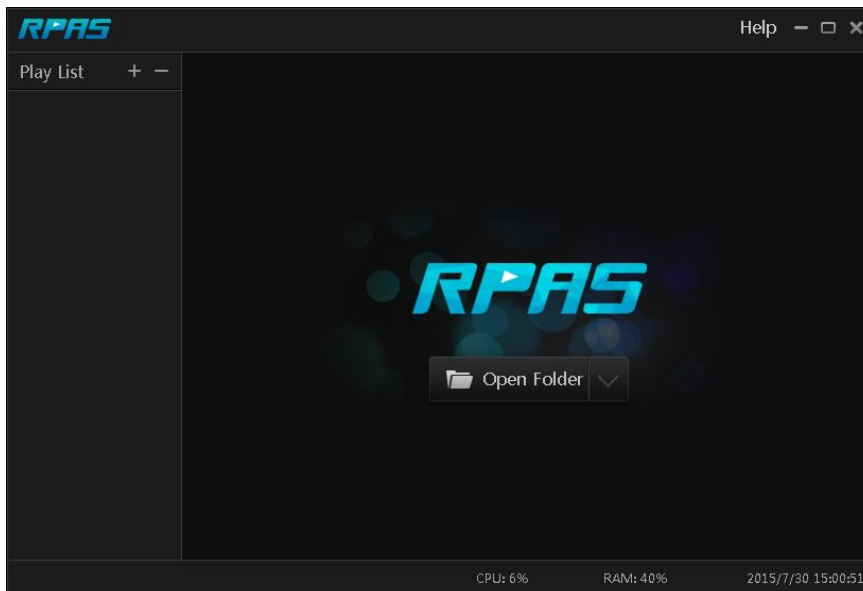 RPAS
Help
Play List
RPAS
Open Folder
CPU: 6% RAM: 40% 2015/7/30 15:00:51